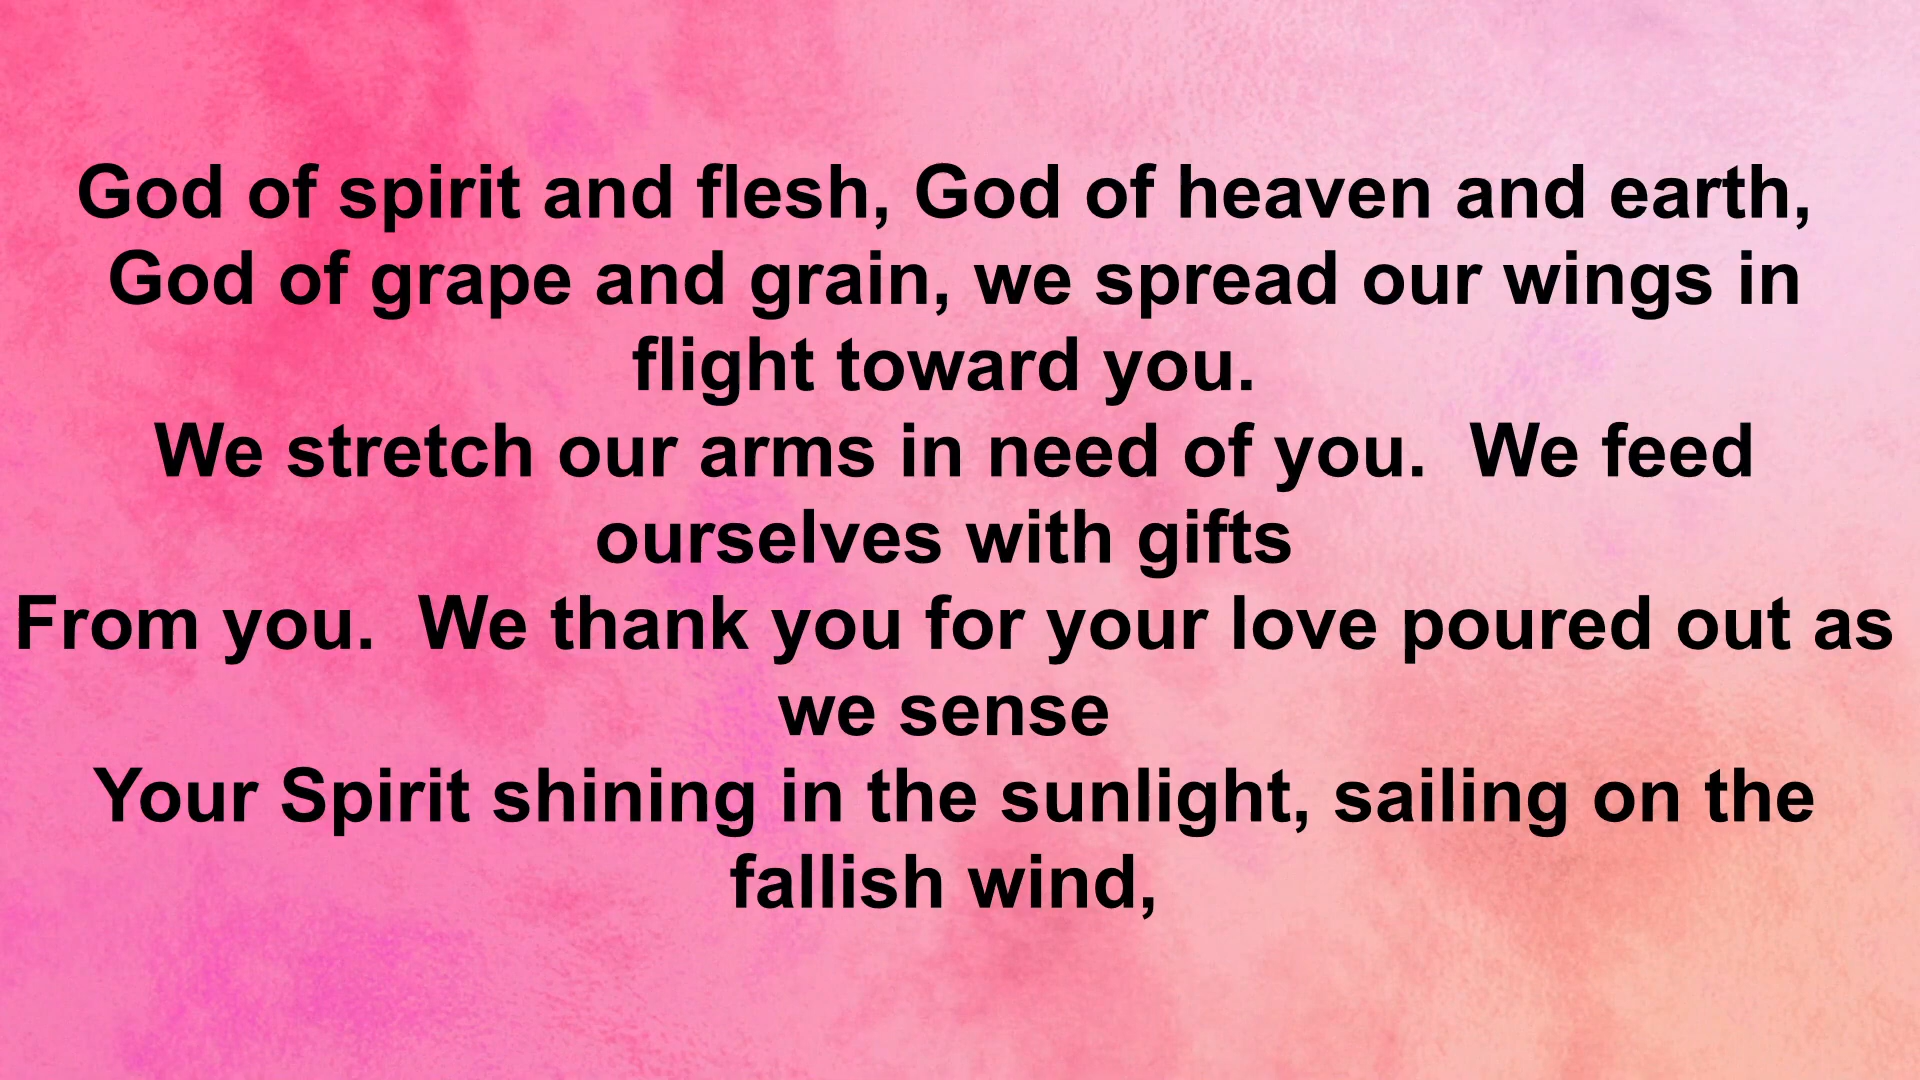 God of spirit and flesh, God of heaven and earth,
God of grape and grain, we spread our wings in
flight toward you.
We stretch our arms in need of you.  We feed
ourselves with gifts
From you.  We thank you for your love poured out as
we sense
Your Spirit shining in the sunlight, sailing on the
fallish wind,